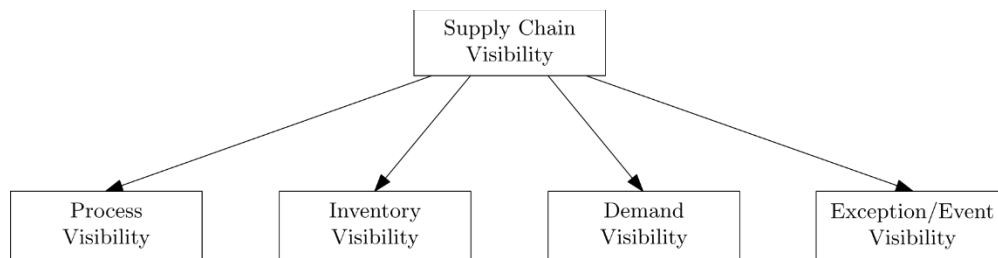 Supply Chain
Visibility
Process
Visibility
Inventory
Visibility
Demand
Visibility
Exception/Event
Visibility